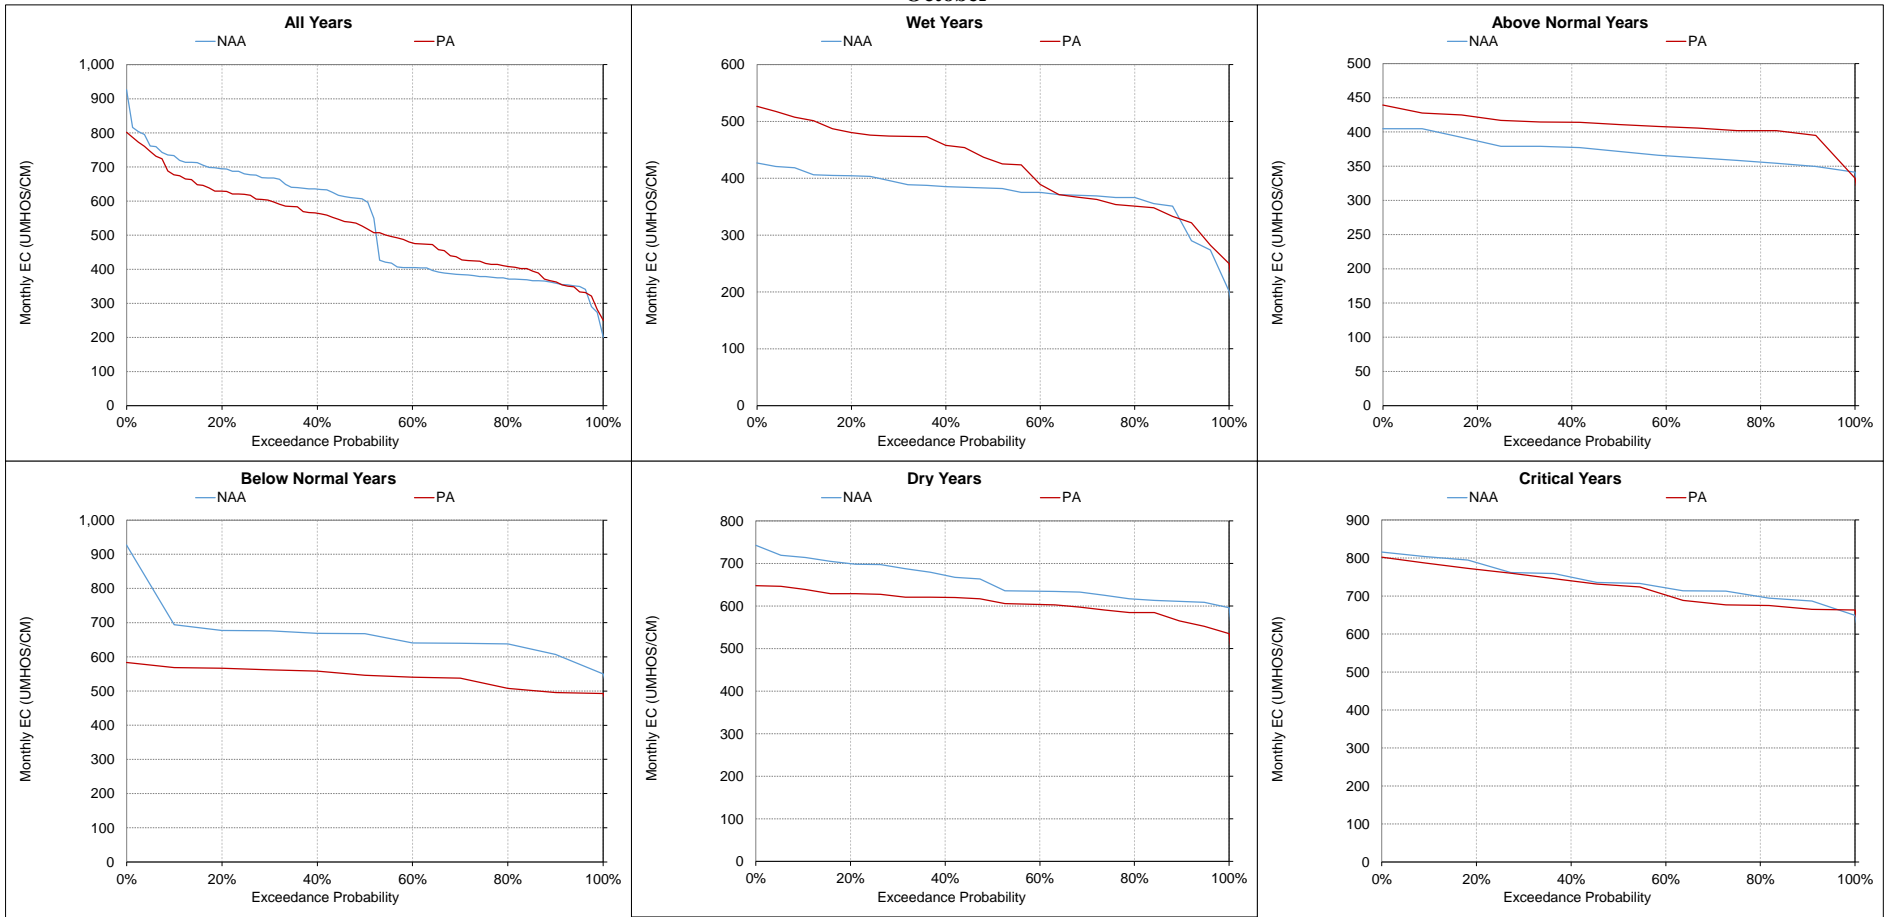 All Years
NAA PA
1,000
900
800
700
600
500
400
300
200
100
0
Monthly EC (UMHOS/CM)
0% 20% 40% 60% 80% 100%
Exceedance Probability
Wet Years
NAA PA
600
500
400
300
200
100
0
Monthly EC (UMHOS/CM)
0% 20% 40% 60% 80% 100%
Exceedance Probability
Above Normal Years
NAA PA
500
450
400
350
300
250
200
150
100
50
0
Monthly EC (UMHOS/CM)
0% 20% 40% 60% 80% 100%
Exceedance Probability
Below Normal Years
NAA PA
1,000
900
800
700
600
500
400
300
200
100
0
Monthly EC (UMHOS/CM)
0% 20% 40% 60% 80% 100%
Exceedance Probability
Dry Years
NAA PA
800
700
600
500
400
300
200
100
0
Monthly EC (UMHOS/CM)
0% 20% 40% 60% 80% 100%
Exceedance Probability
Critical Years
NAA PA
900
800
700
600
500
400
300
200
100
0
Monthly EC (UMHOS/CM)
0% 20% 40% 60% 80% 100%
Exceedance Probability